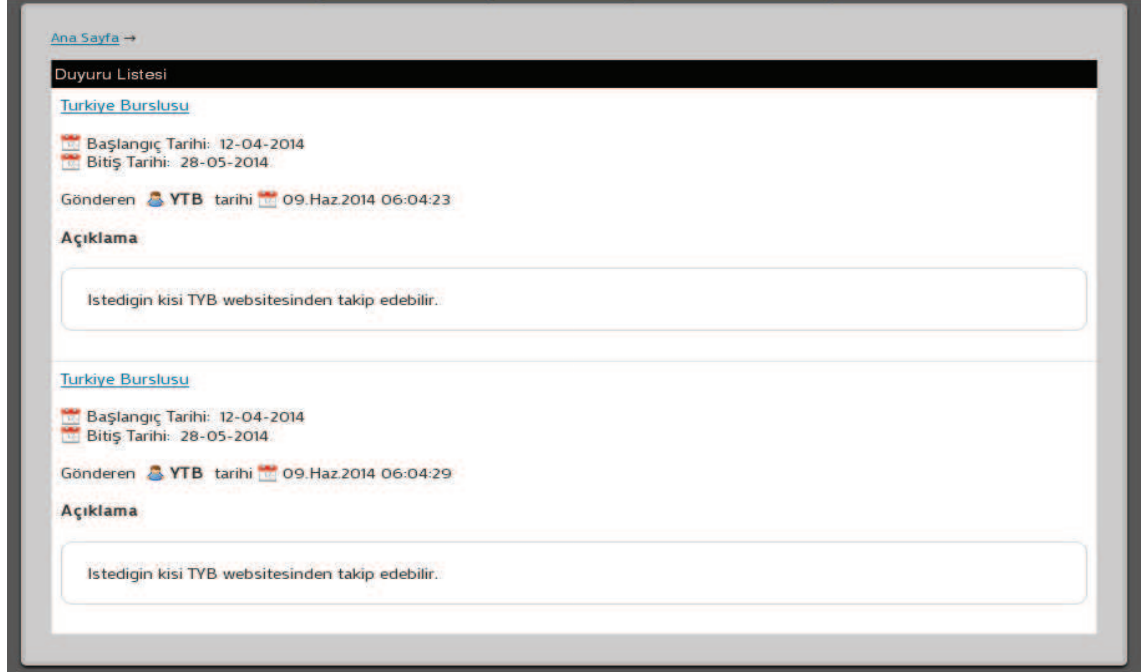 Ana Sayfa →
Duyuru Listesi
Turkiye Burslusu
Başlangıç Tarihi: 12-04-2014
Bitiş Tarihi: 28-05-2014
Gönderen YTB tarihi 09.Haz.2014 06:04:23
Açıklama
Istedigin kisi TYB websitesinden takip edebilir.
Turkiye Burslusu
Başlangıç Tarihi: 12-04-2014
Bitiş Tarihi: 28-05-2014
Gönderen YTB tarihi 09.Haz.2014 06:04:29
Açıklama
Istedigin kisi TYB websitesinden takip edebilir.